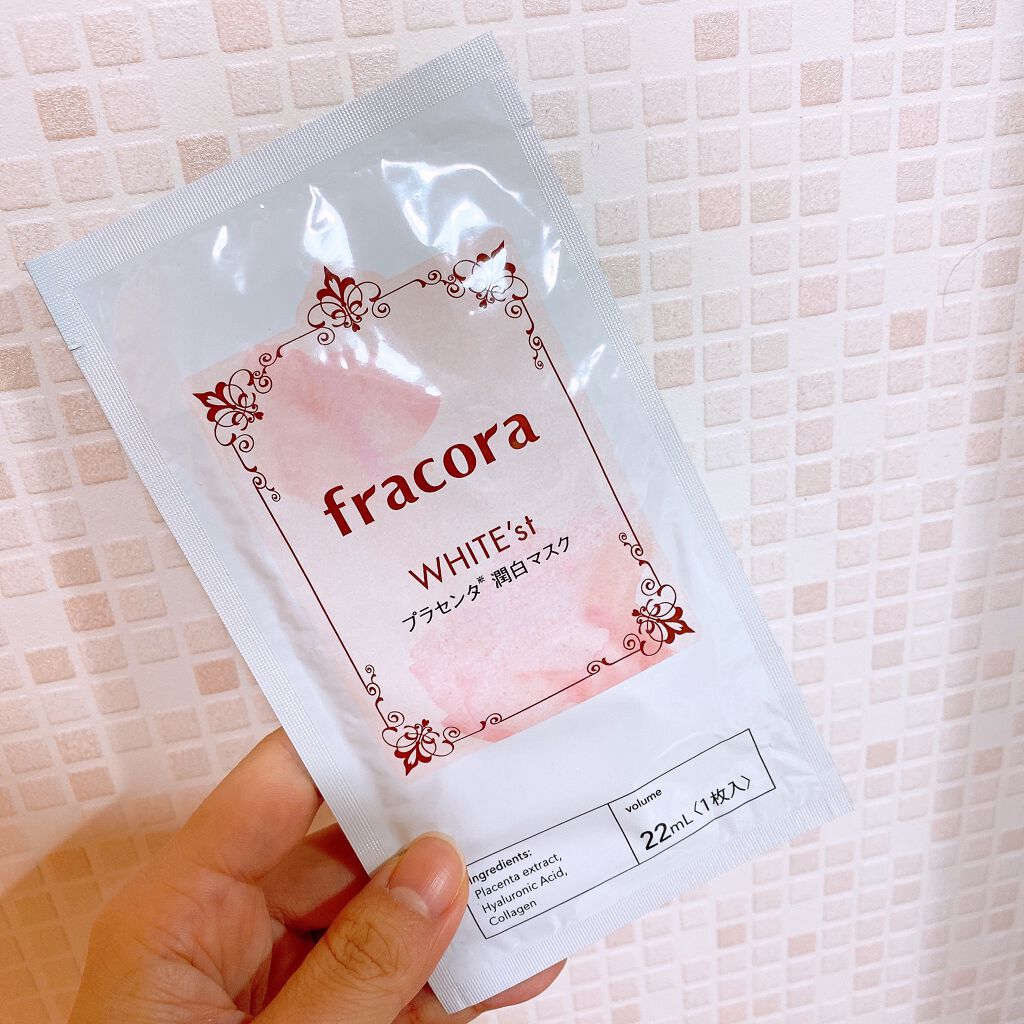 fracora
WHITE'st
プラセンタ※ 潤白マスク
Ingredients:
Placenta extract,
Hyaluronic Acid,
Collagen
volume
22mL〈1枚入〉